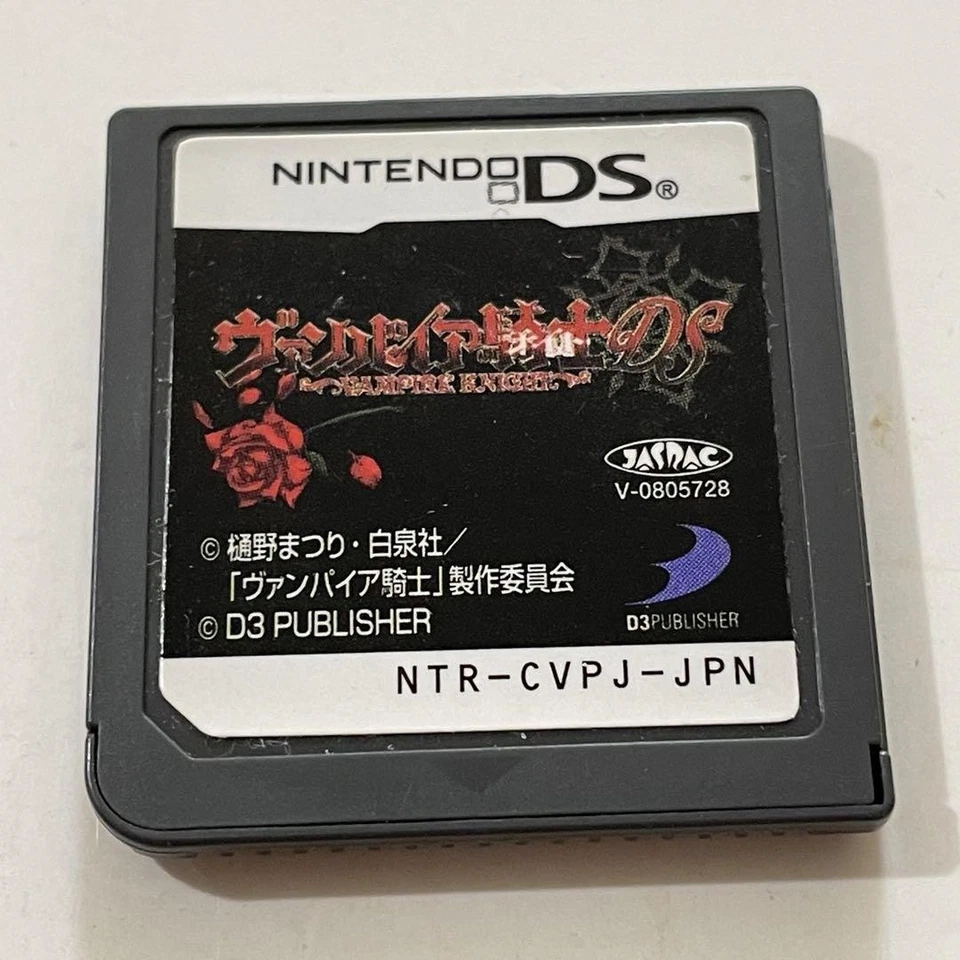 NINTENDO DS®
ヴァンパイア騎士DS
VAMPIRE KNIGHT
JASRAC
V-0805728
© 樋野まつり・白泉社/
「ヴァンパイア騎士」製作委員会
© D3 PUBLISHER
D3PUBLISHER
NTR-CVPJ-JPN